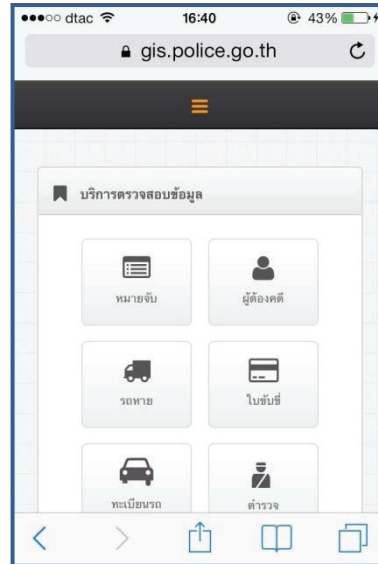 dtac 16:40 43%
gis.police.go.th
บริการตรวจสอบข้อมูล
หมายจับ ผู้ต้องคดี
รถหาย ใบขับขี่
ทะเบียนรถ ตำรวจ